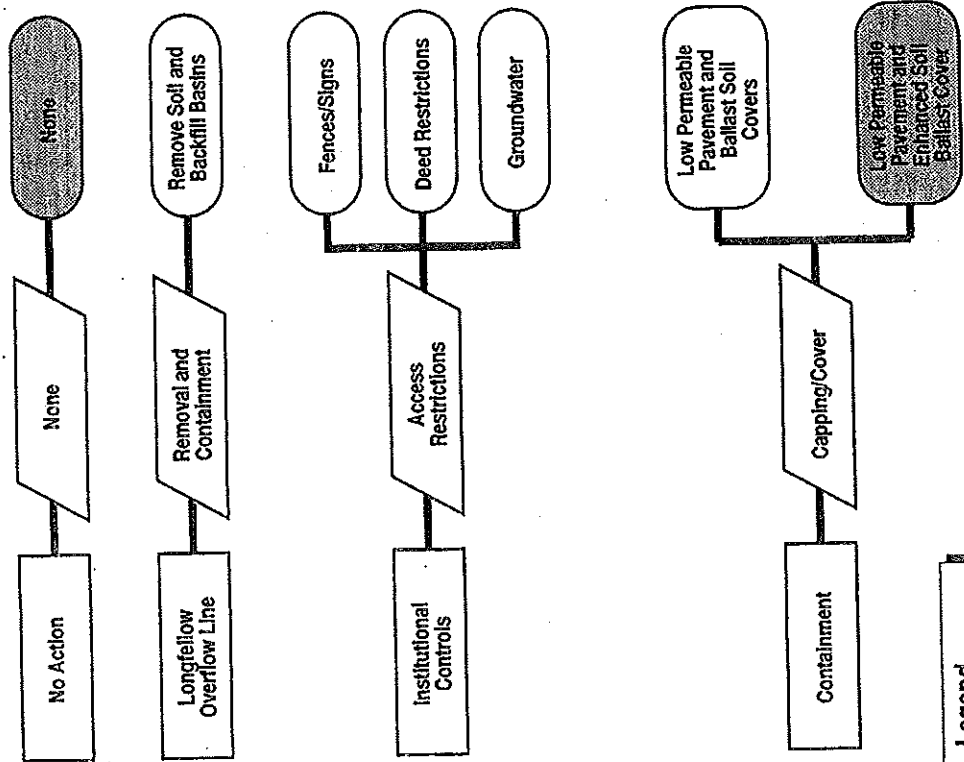 No Action
None
None
Longfellow
Overflow Line
Removal and
Containment
Remove Soil and
Backfill Basins
Institutional
Controls
Access
Restrictions
Fences/Signs
Deed Restrictions
Groundwater
Containment
Capping/Cover
Low Permeable
Pavement and
Ballast Soil
Covers
Low Permeable
Pavement and
Enhanced Soil
Ballast Cover
Legend